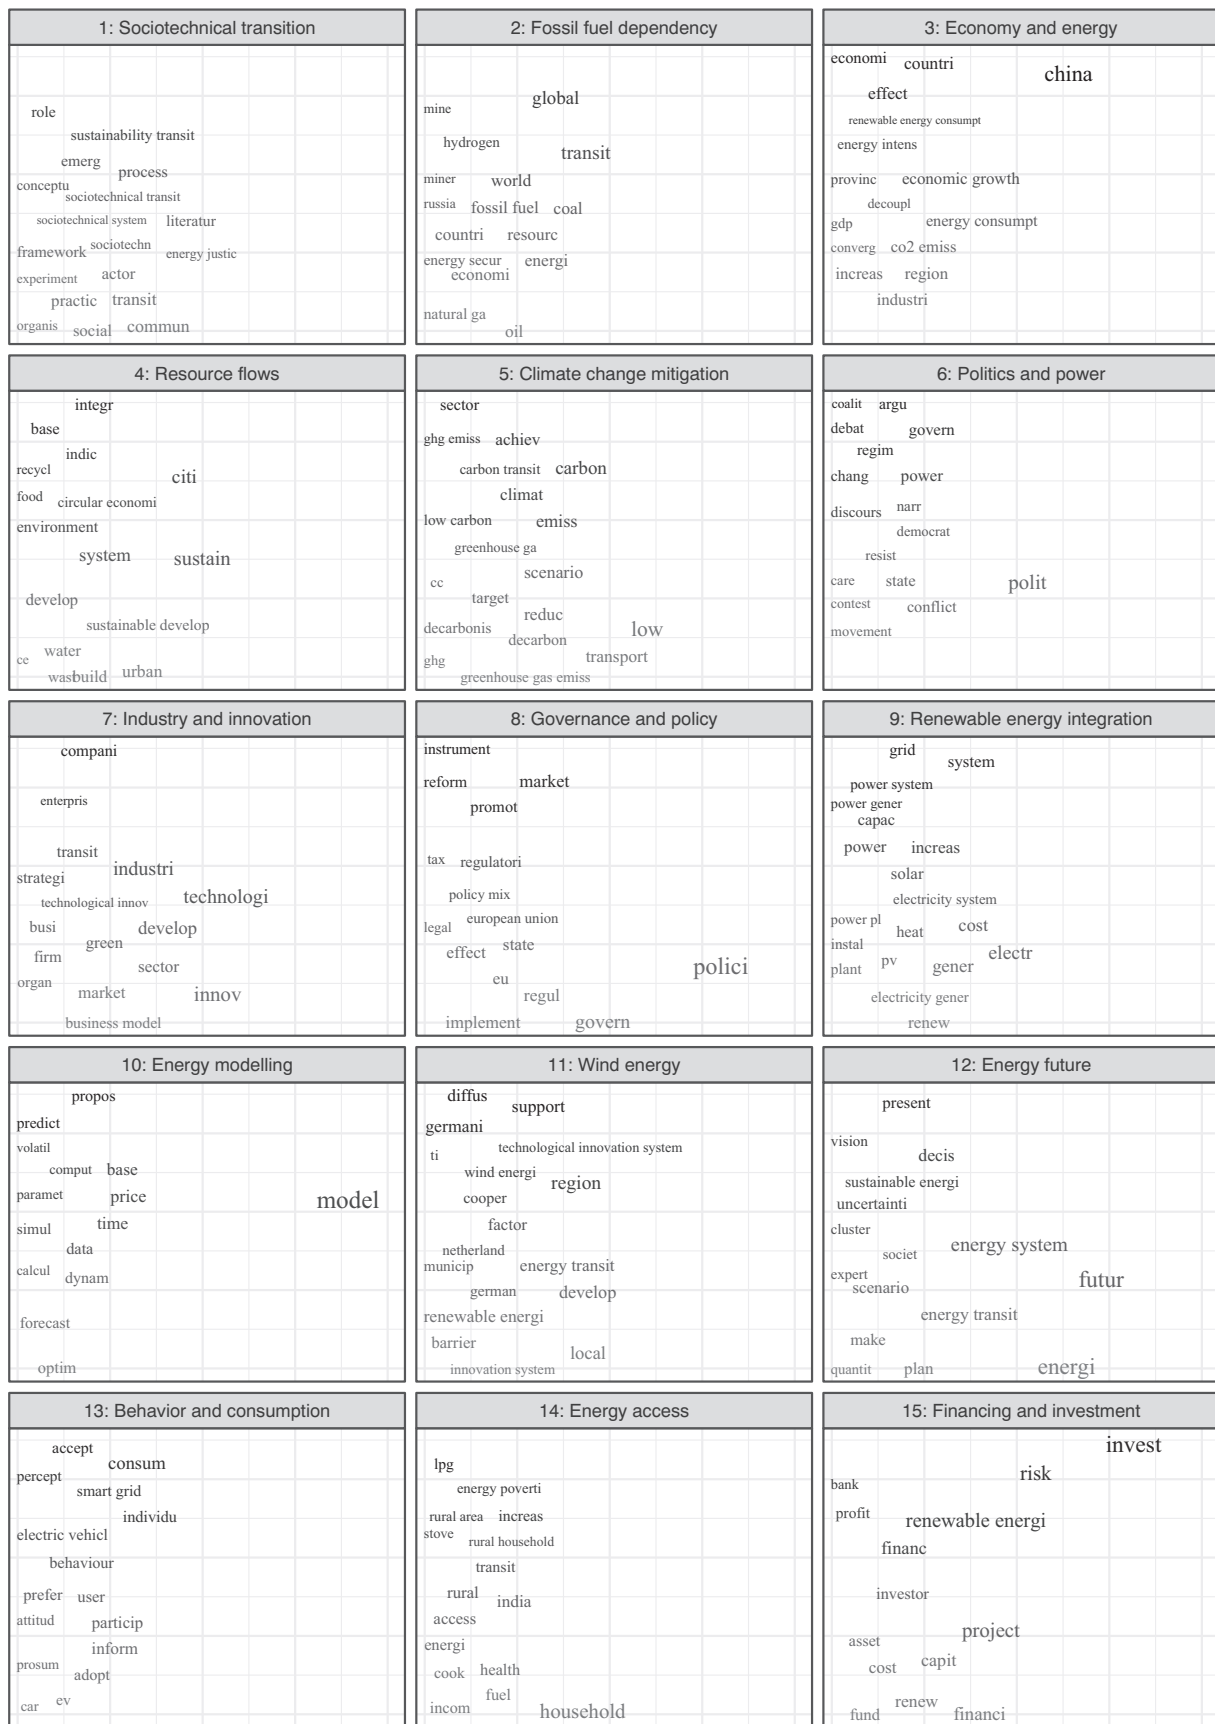 1: Sociotechnical transition
role
sustainability transit
emerg
process
conceptu
sociotechnical transit
sociotechnical system
literatur
framework
sociotechn
energy justic
experiment
actor
practic
transit
organis
social
commun
2: Fossil fuel dependency
global
mine
hydrogen
transit
miner
world
russia
fossil fuel
coal
countri
resourc
energy secur
energi
economi
natural ga
oil
3: Economy and energy
economi
countri
china
effect
renewable energy consumpt
energy intens
provinc
economic growth
decoupl
gdp
energy consumpt
converg
co2 emiss
increas
region
industri
4: Resource flows
integr
base
indic
recycl
citi
food
circular economi
environment
system
sustain
develop
sustainable develop
water
ce
wast
build
urban
5: Climate change mitigation
sector
ghg emiss
achiev
carbon transit
carbon
climat
low carbon
emiss
greenhouse ga
scenario
cc
target
reduc
decarbonis
low
decarbon
transport
ghg
greenhouse gas emiss
6: Politics and power
coalit
argu
debat
govern
regim
chang
power
discours
narr
democrat
resist
care
state
polit
contest
conflict
movement
7: Industry and innovation
compani
enterpris
transit
industri
strategi
technologi
technological innov
busi
develop
green
firm
sector
organ
market
innov
business model
8: Governance and policy
instrument
reform
market
promot
tax
regulatori
policy mix
european union
legal
state
effect
polici
eu
regul
implement
govern
9: Renewable energy integration
grid
system
power system
power gener
capac
power
increas
solar
electricity system
power pl
cost
heat
instal
electr
pv
plant
gener
electricity gener
renew
10: Energy modelling
propos
predict
volatil
comput
base
paramet
price
model
simul
time
data
calcul
dynam
forecast
optim
11: Wind energy
diffus
support
germani
technological innovation system
ti
wind energi
region
cooper
factor
netherland
municip
energy transit
german
develop
renewable energi
barrier
local
innovation system
12: Energy future
present
vision
decis
sustainable energi
uncertainti
cluster
energy system
societ
expert
futur
scenario
energy transit
make
quantit
plan
energi
13: Behavior and consumption
accept
consum
percept
smart grid
individu
electric vehicl
behaviour
prefer
user
attitud
particip
inform
prosum
adopt
car
ev
14: Energy access
lpg
energy poverti
rural area
increas
stove
rural household
transit
rural
india
access
energi
cook
health
fuel
incom
household
15: Financing and investment
invest
risk
bank
profit
renewable energi
financ
investor
project
asset
capit
cost
renew
fund
financi